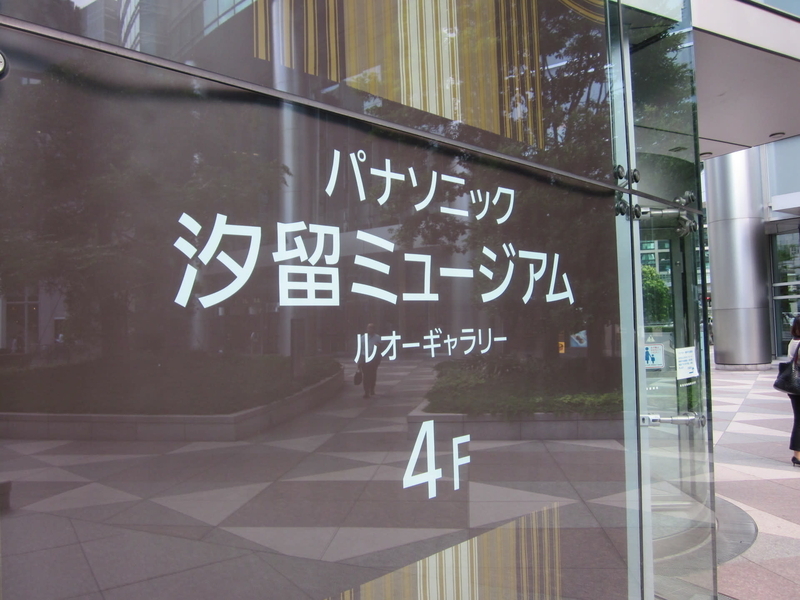 パナソニック
汐留ミュージアム
ルオーギャラリー
4F